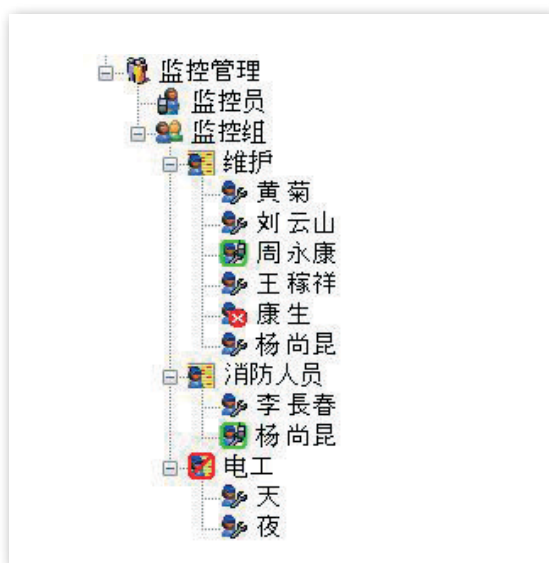 监控管理
监控员
监控组
维护
黄菊
刘云山
周永康
王稼祥
康生
杨尚昆
消防人员
李長春
杨尚昆
电工
天
夜